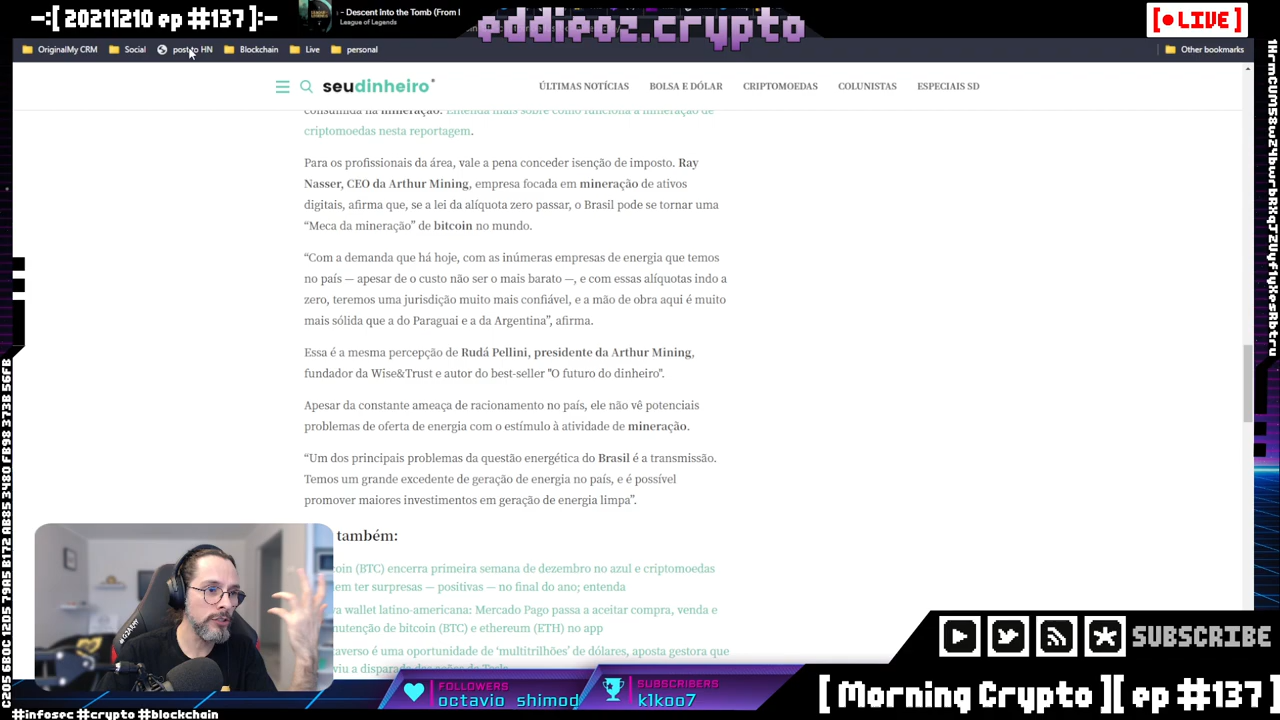 -:[ 20211210 ep #137 ]:-
- Descent Into the Tomb (From l
League of Legends
eddieoz.crypto
[●LIVE]
OriginalMy CRM
Social
post to HN
Blockchain
Live
personal
Other bookmarks
seudinheiro
ÚLTIMAS NOTÍCIAS
BOLSA E DÓLAR
CRIPTOMOEDAS
COLUNISTAS
ESPECIAIS SD
consumida na mineração. Entenda mais sobre como funciona a mineração de
criptomoedas nesta reportagem.
Para os profissionais da área, vale a pena conceder isenção de imposto. Ray
Nasser, CEO da Arthur Mining, empresa focada em mineração de ativos
digitais, afirma que, se a lei da alíquota zero passar, o Brasil pode se tornar uma
“Meca da mineração” de bitcoin no mundo.
“Com a demanda que há hoje, com as inúmeras empresas de energia que temos
no país — apesar de o custo não ser o mais barato —, e com essas alíquotas indo a
zero, teremos uma jurisdição muito mais confiável, e a mão de obra aqui é muito
mais sólida que a do Paraguai e a da Argentina”, afirma.
Essa é a mesma percepção de Rudá Pellini, presidente da Arthur Mining,
fundador da Wise&Trust e autor do best-seller "O futuro do dinheiro".
Apesar da constante ameaça de racionamento no país, ele não vê potenciais
problemas de oferta de energia com o estímulo à atividade de mineração.
“Um dos principais problemas da questão energética do Brasil é a transmissão.
Temos um grande excedente de geração de energia no país, e é possível
promover maiores investimentos em geração de energia limpa”.
também:
coin (BTC) encerra primeira semana de dezembro no azul e criptomoedas
em ter surpresas — positivas — no final do ano; entenda
va wallet latino-americana: Mercado Pago passa a aceitar compra, venda e
nutenção de bitcoin (BTC) e ethereum (ETH) no app
averso é uma oportunidade de ‘multitrilhões’ de dólares, aposta gestora que
viu a disparada das ações da Tesla
SUBSCRIBE
FOLLOWERS
octavio_shimod
SUBSCRIBERS
k1koo7
[Morning Crypto][ep #137]
#infosec #crypto #blockchain